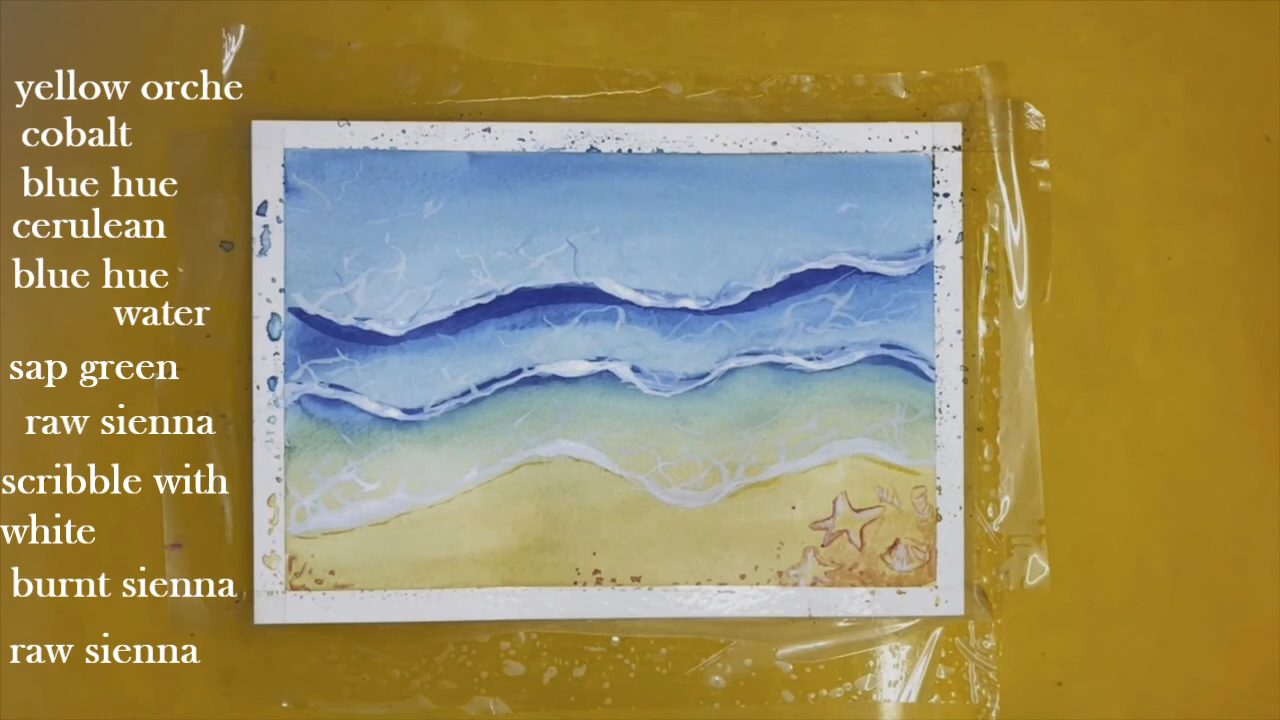 yellow orche
cobalt
blue hue
cerulean
blue hue
water
sap green
raw sienna
scribble with
white
burnt sienna
raw sienna